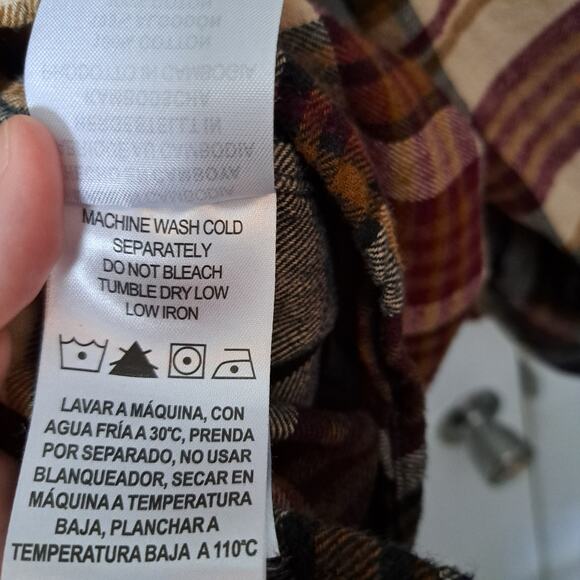 MACHINE WASH COLD
SEPARATELY
DO NOT BLEACH
TUMBLE DRY LOW
LOW IRON
LAVAR A MÁQUINA, CON
AGUA FRÍA A 30°C, PRENDA
POR SEPARADO, NO USAR
BLANQUEADOR, SECAR EN
MÁQUINA A TEMPERATURA
BAJA, PLANCHAR A
TEMPERATURA BAJA A 110°C